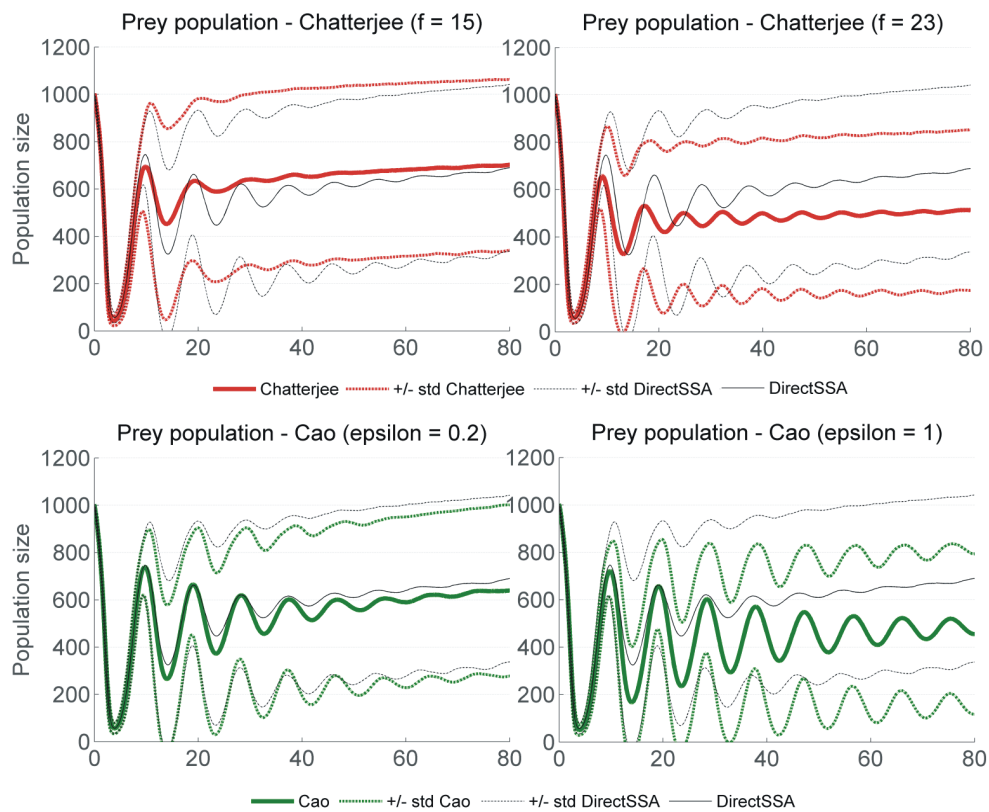 Prey population - Chatterjee (f = 15)
Prey population - Chatterjee (f = 23)
Population size
1200
1000
800
600
400
200
0
0 20 40 60 80
1200
1000
800
600
400
200
0
0 20 40 60 80
Chatterjee +/- std Chatterjee +/- std DirectSSA DirectSSA
Prey population - Cao (epsilon = 0.2)
Prey population - Cao (epsilon = 1)
Population size
1200
1000
800
600
400
200
0
0 20 40 60 80
1200
1000
800
600
400
200
0
0 20 40 60 80
Cao +/- std Cao +/- std DirectSSA DirectSSA